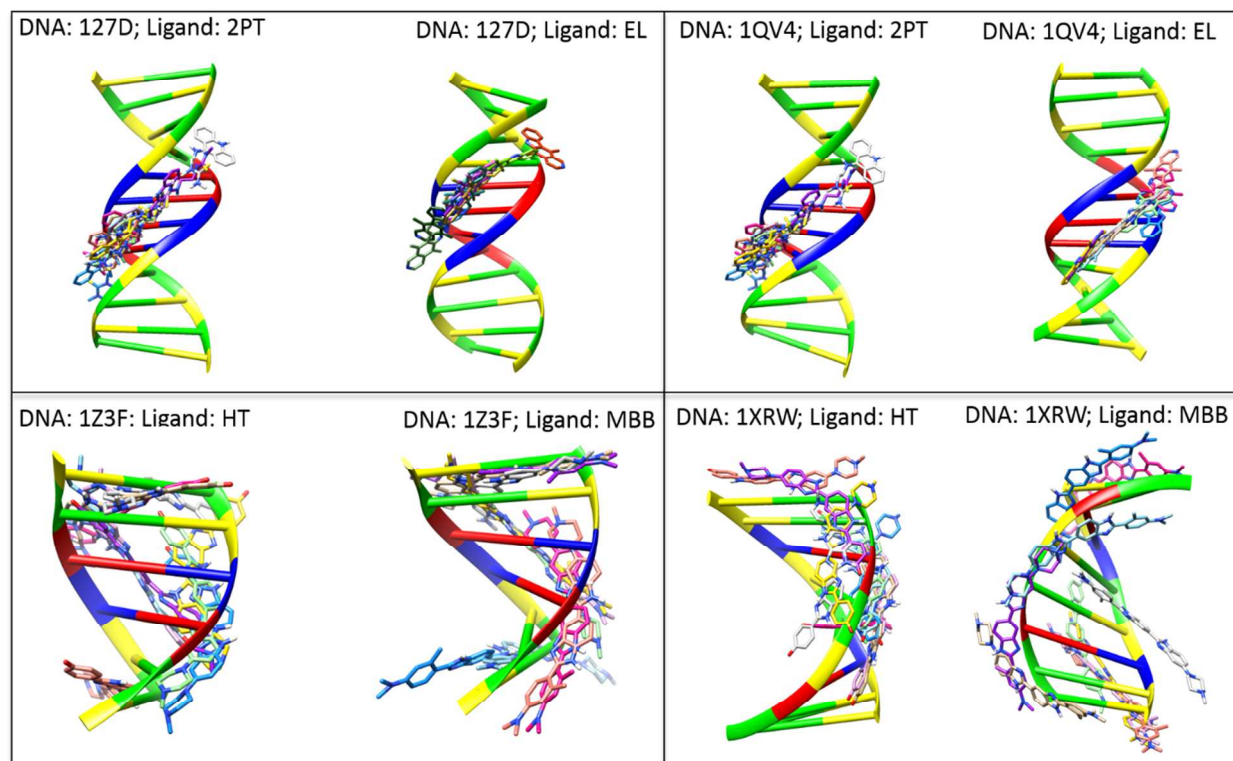 DNA: 127D; Ligand: 2PT
DNA: 127D; Ligand: EL
DNA: 1QV4; Ligand: 2PT
DNA: 1QV4; Ligand: EL
DNA: 1Z3F: Ligand: HT
DNA: 1Z3F; Ligand: MBB
DNA: 1XRW; Ligand: HT
DNA: 1XRW; Ligand: MBB